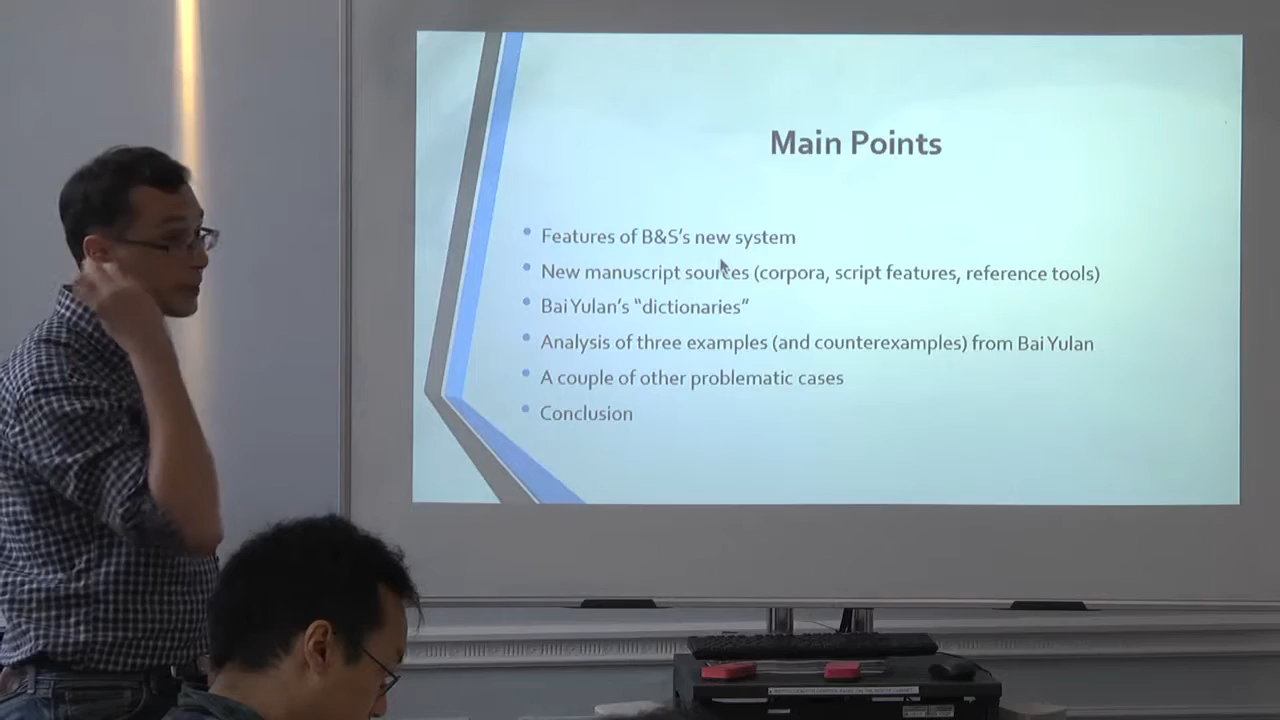 Main Points
• Features of B&S's new system
• New manuscript sources (corpora, script features, reference tools)
• Bai Yulan's “dictionaries”
• Analysis of three examples (and counterexamples) from Bai Yulan
• A couple of other problematic cases
• Conclusion